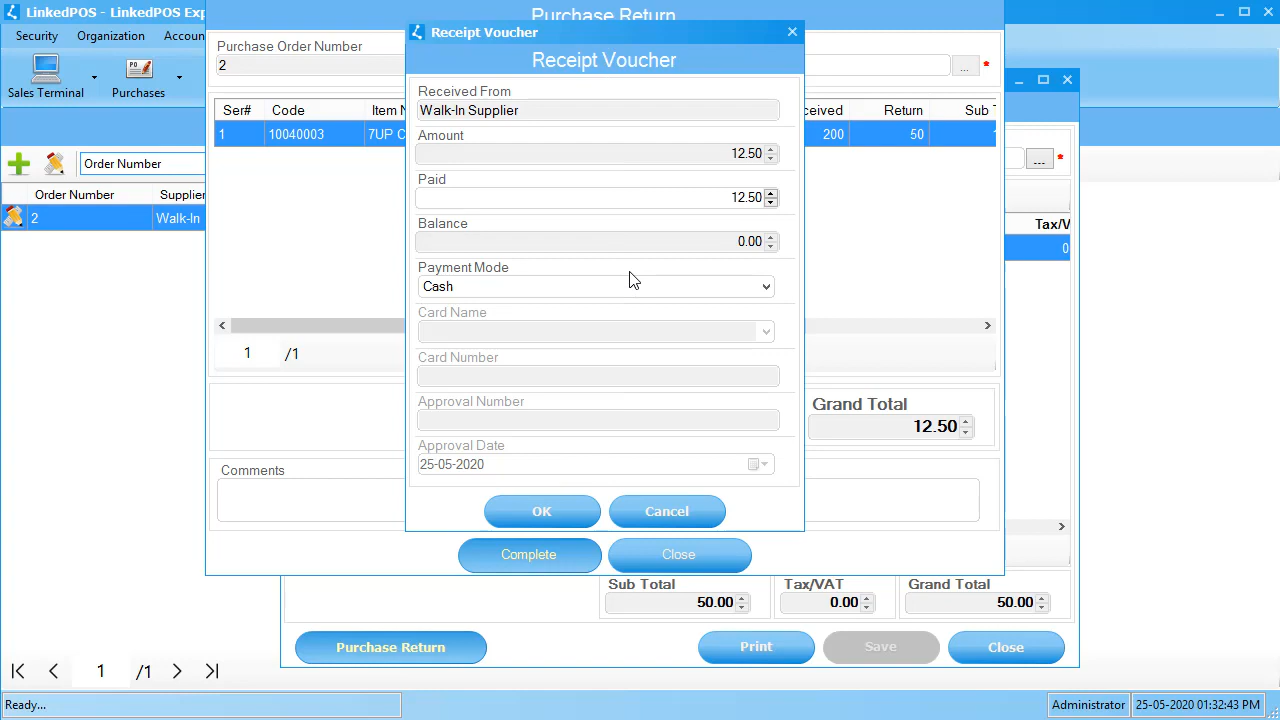 LinkedPOS - LinkedPOS Exp
Security Organization Accoun
Sales Terminal
PO
Purchases
Order Number
Order Number Supplier
2 Walk-In
1 /1
Ready...
Administrator 25-05-2020 01:32:43 PM
Purchase Return
Purchase Order Number
2
... *
Ser# Code Item N ceived Return Sub T
1 10040003 7UP C 200 50
1 /1
Grand Total
12.50
Comments
Complete Close
Receipt Voucher
Receipt Voucher
Received From
Walk-In Supplier
Amount
12.50
Paid
12.50
Balance
0.00
Payment Mode
Cash
Card Name
Card Number
Approval Number
Approval Date
25-05-2020
OK Cancel
... *
Tax/V
0
Sub Total Tax/VAT Grand Total
50.00 0.00 50.00
Purchase Return Print Save Close